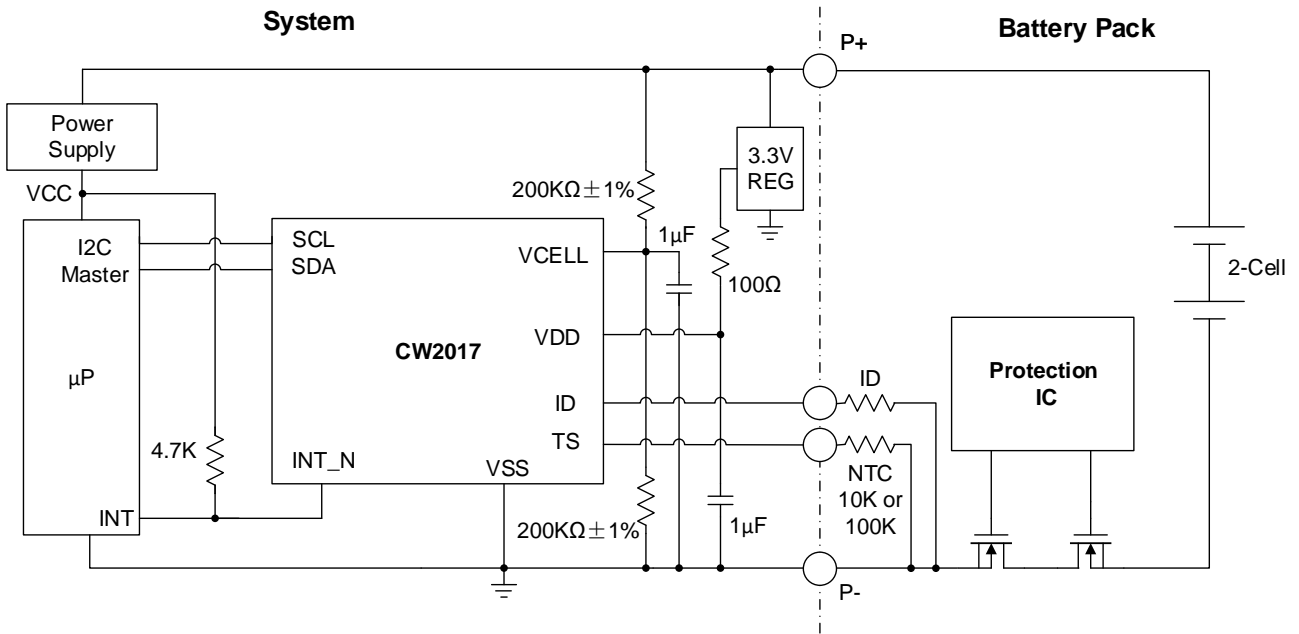 System
Battery Pack
P+
Power
Supply
VCC
3.3V
REG
200KΩ±1%
1µF
100Ω
I2C
Master
SCL
SDA
VCELL
VDD
CW2017
2-Cell
µP
ID
ID
Protection
IC
TS
4.7K
INT_N
VSS
NTC
10K or
100K
INT
200KΩ±1%
1µF
P-